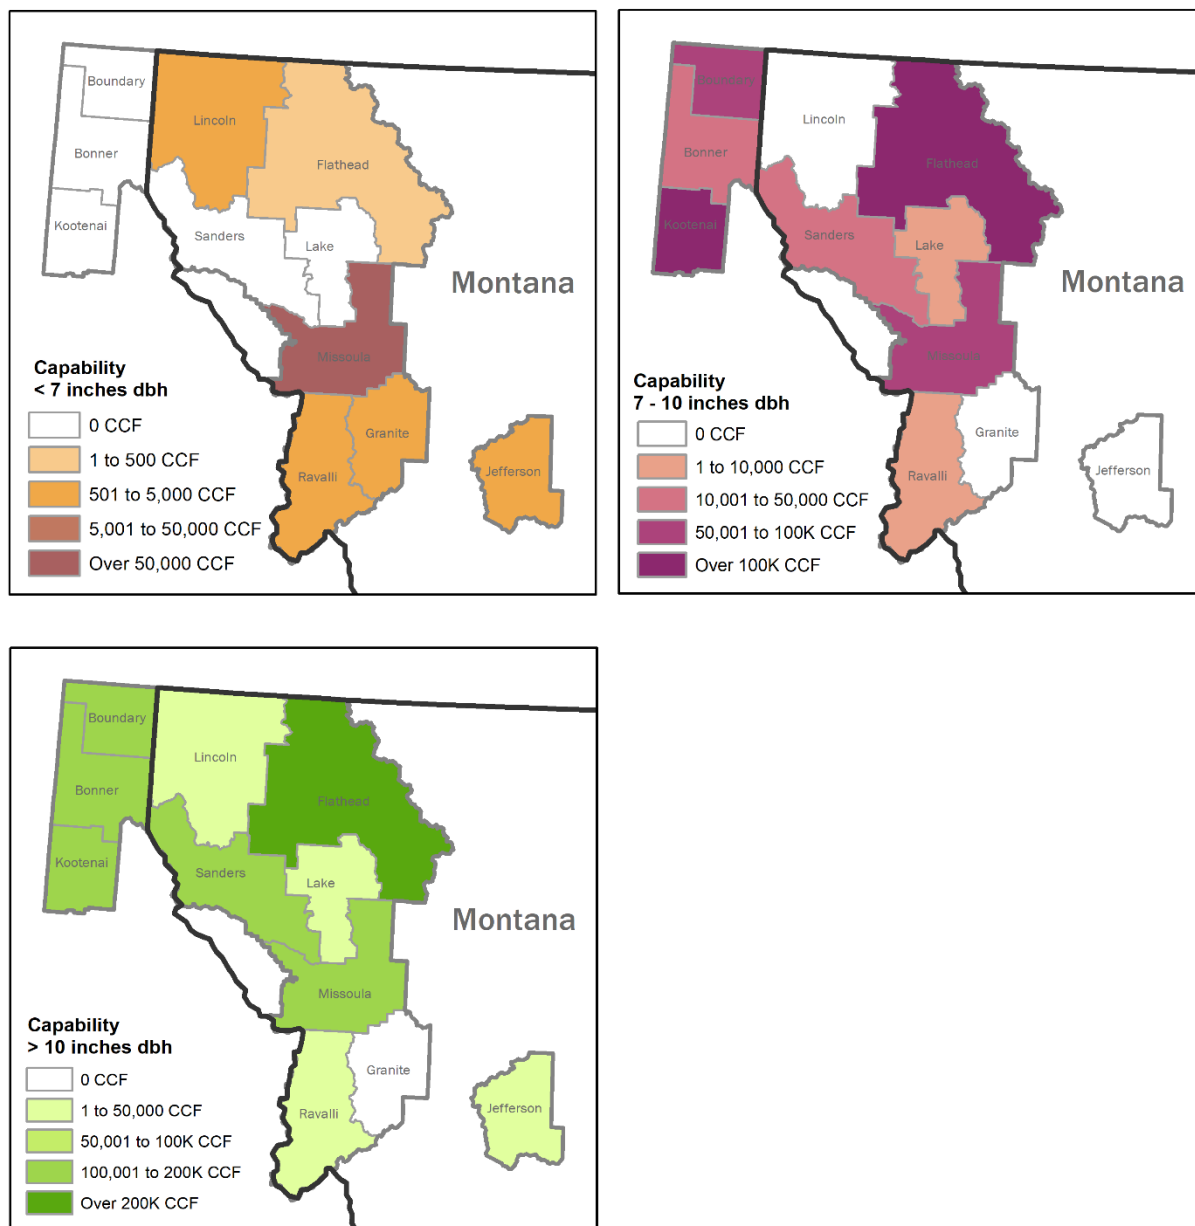 Boundary
Lincoln
Bonner
Flathead
Kootenai
Sanders
Lake
Montana
Missoula
Granite
Ravalli
Jefferson
Capability
< 7 inches dbh
0 CCF
1 to 500 CCF
501 to 5,000 CCF
5,001 to 50,000 CCF
Over 50,000 CCF
Boundary
Lincoln
Bonner
Flathead
Kootenai
Sanders
Lake
Montana
Missoula
Granite
Ravalli
Jefferson
Capability
7 - 10 inches dbh
0 CCF
1 to 10,000 CCF
10,001 to 50,000 CCF
50,001 to 100K CCF
Over 100K CCF
Boundary
Lincoln
Bonner
Flathead
Kootenai
Sanders
Lake
Montana
Missoula
Granite
Ravalli
Jefferson
Capability
> 10 inches dbh
0 CCF
1 to 50,000 CCF
50,001 to 100K CCF
100,001 to 200K CCF
Over 200K CCF